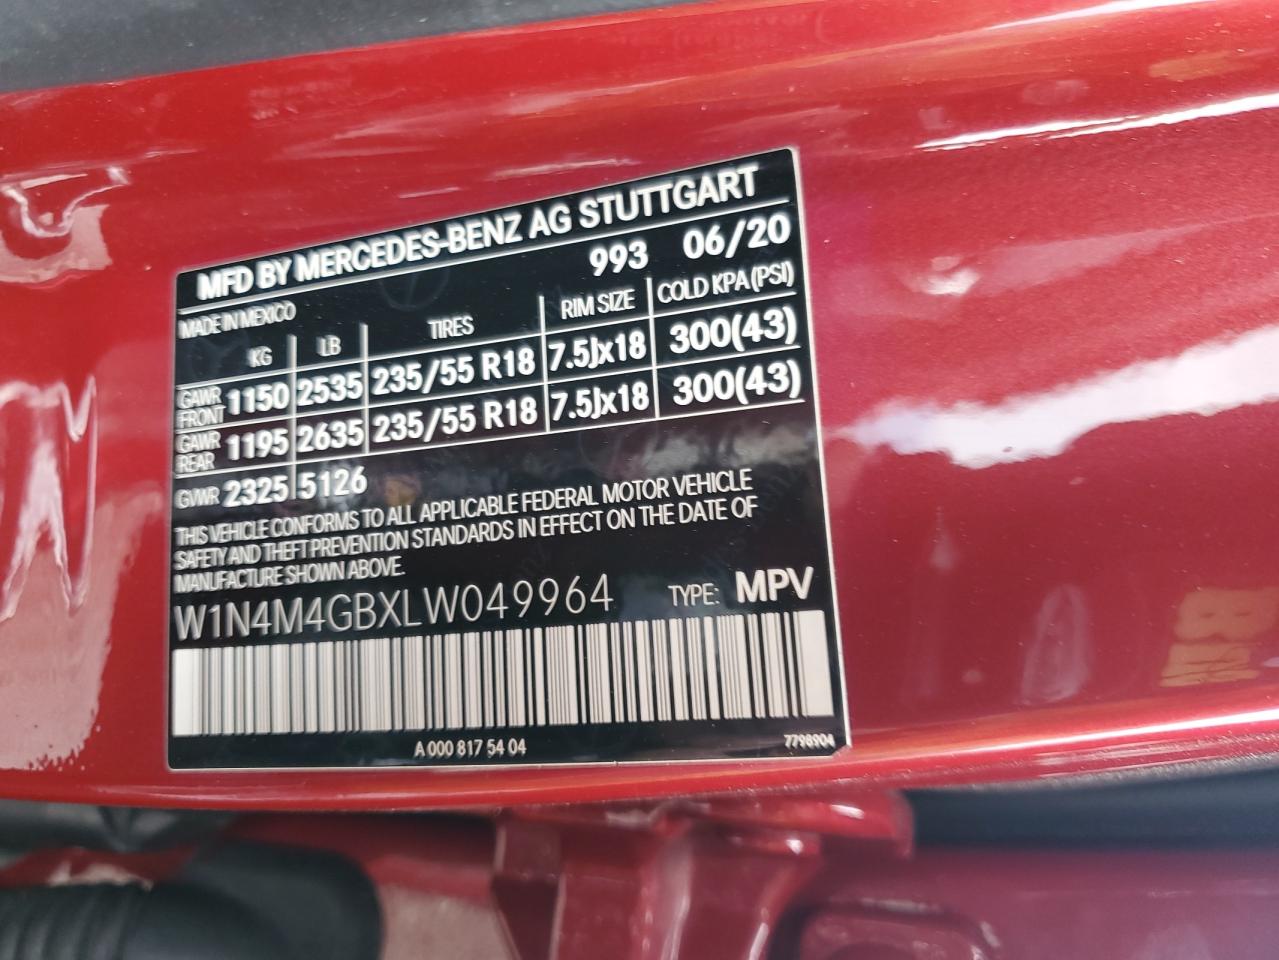 MFD BY MERCEDES-BENZ AG STUTTGART
993 06/20
MADE IN MEXICO
KG LB TIRES RIM SIZE COLD KPA (PSI)
GAWR FRONT 1150 2535 235/55 R18 7.5Jx18 300(43)
GAWR REAR 1195 2635 235/55 R18 7.5Jx18 300(43)
GVWR 2325 5126
THIS VEHICLE CONFORMS TO ALL APPLICABLE FEDERAL MOTOR VEHICLE
SAFETY AND THEFT PREVENTION STANDARDS IN EFFECT ON THE DATE OF
MANUFACTURE SHOWN ABOVE.
W1N4M4GBXLW049964 TYPE: MPV
A 000 817 54 04 7798904